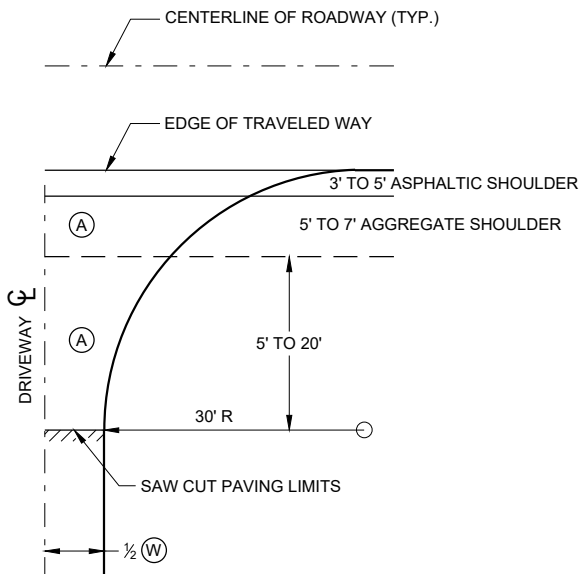 CENTERLINE OF ROADWAY (TYP.)
EDGE OF TRAVELED WAY
3' TO 5' ASPHALTIC SHOULDER
A
5' TO 7' AGGREGATE SHOULDER
DRIVEWAY ℄
A
5' TO 20'
30' R
SAW CUT PAVING LIMITS
½ W